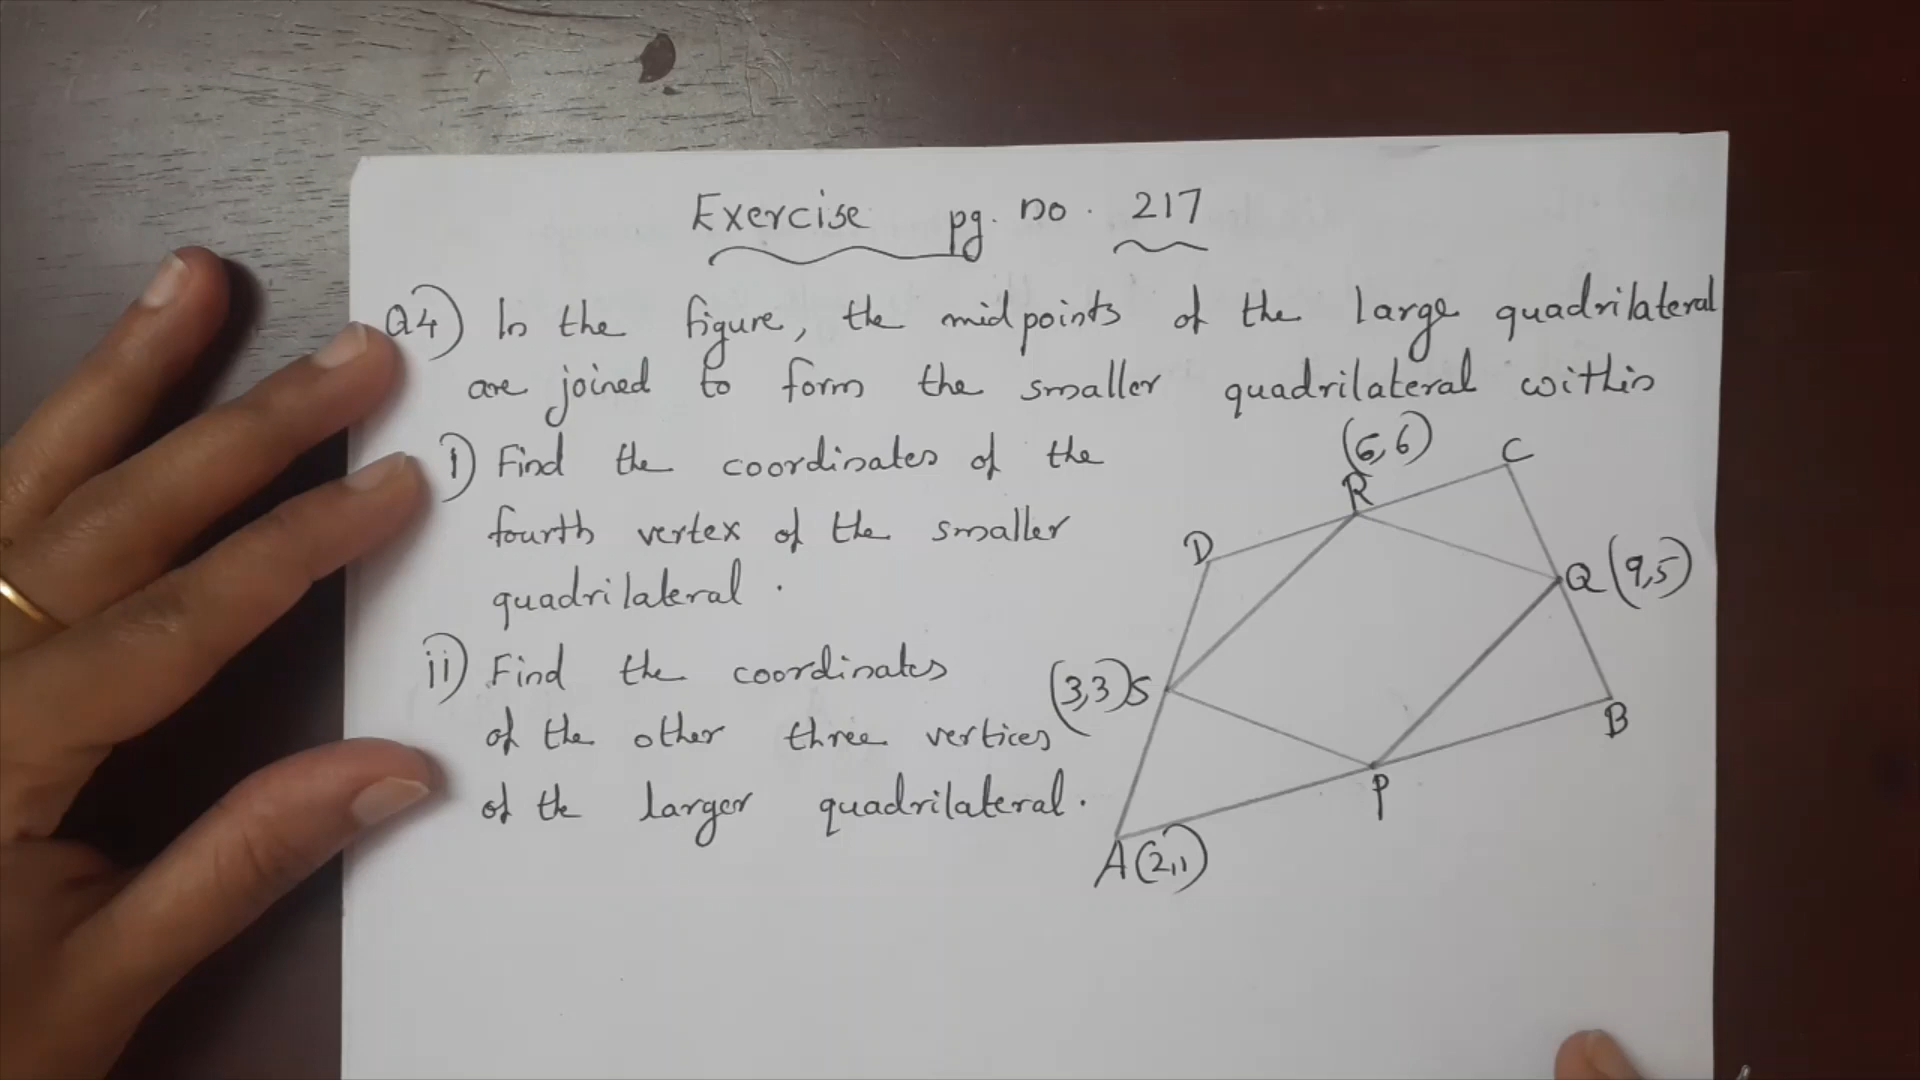 Exercise pg. no. 217
Q4) In the figure, the midpoints of the large quadrilateral
are joined to form the smaller quadrilateral within
i) Find the coordinates of the
fourth vertex of the smaller
quadrilateral.
ii) Find the coordinates
of the other three vertices
of the larger quadrilateral.
(6,6)
C
R
D
Q (9,5)
(3,3) S
B
P
A (2,1)